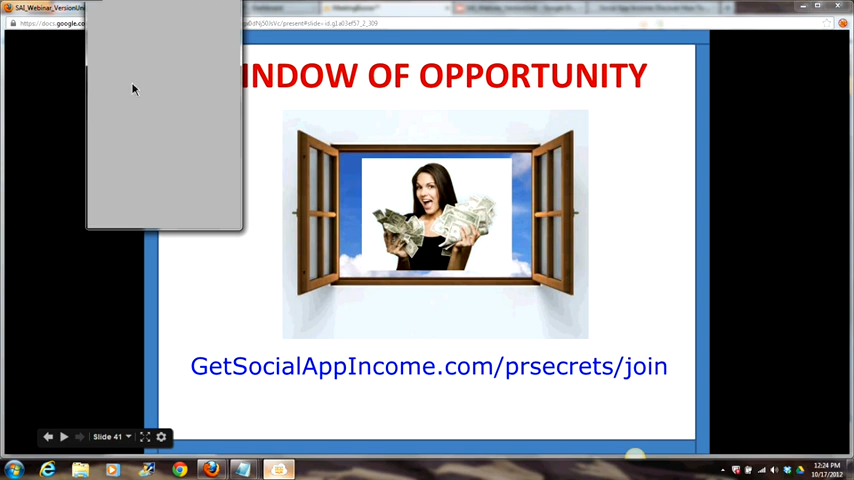 SAI_Webinar_VersionUn
https://docs.google.co
INDOW OF OPPORTUNITY
GetSocialAppIncome.com/prsecrets/join
Slide 41
12:24 PM
10/17/2012